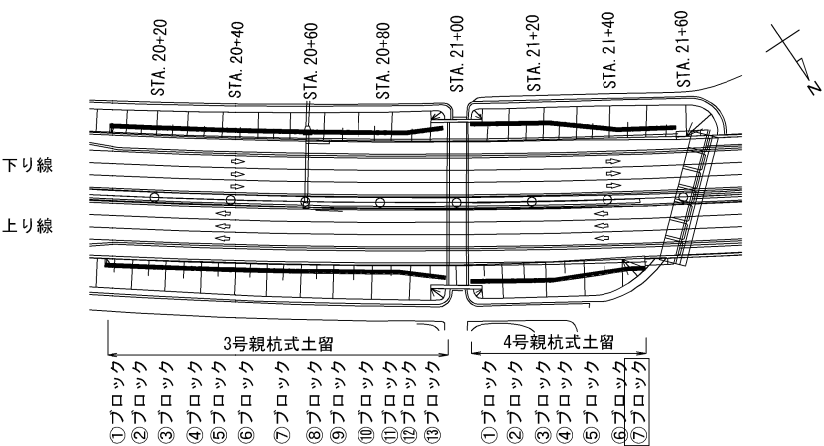 STA. 20+20
STA. 20+40
STA. 20+60
STA. 20+80
STA. 21+00
STA. 21+20
STA. 21+40
STA. 21+60
N
下り線
上り線
3号親杭式土留
4号親杭式土留
①ブロック
②ブロック
③ブロック
④ブロック
⑤ブロック
⑥ブロック
⑦ブロック
⑧ブロック
⑨ブロック
⑩ブロック
⑪ブロック
⑫ブロック
⑬ブロック
①ブロック
②ブロック
③ブロック
④ブロック
⑤ブロック
⑥ブロック
⑦ブロック